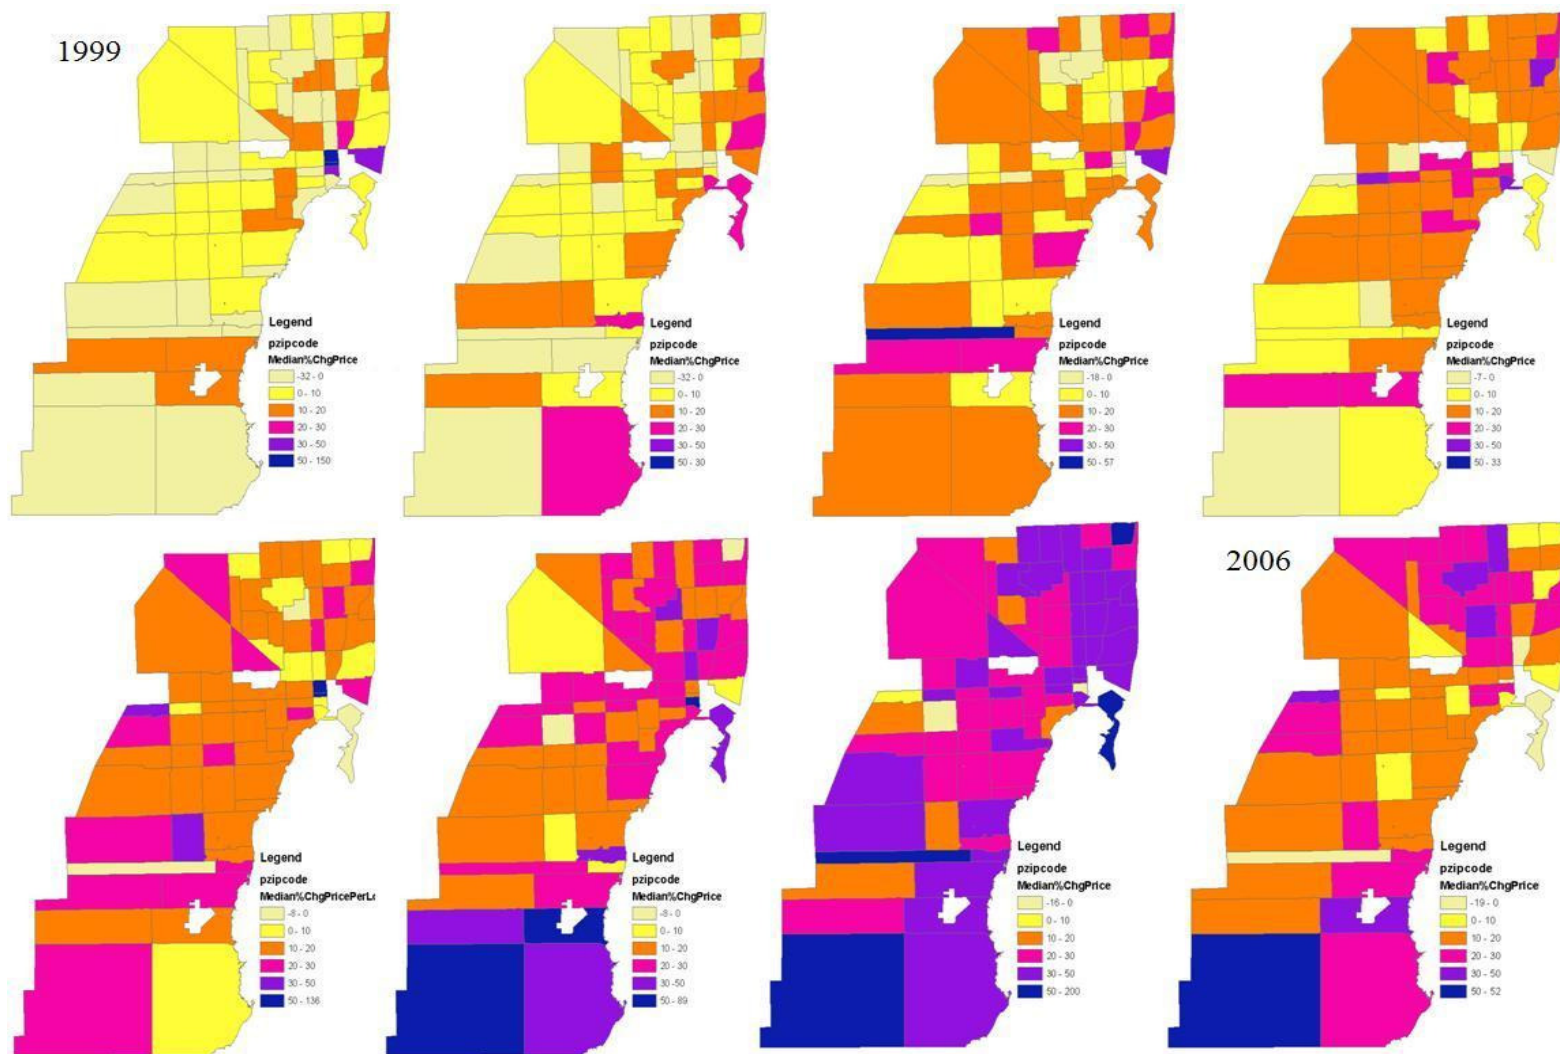 1999
Legend
pzipcode
Median%ChgPrice
-32 - 0
0 - 10
10 - 20
20 - 30
30 - 50
50 - 150
Legend
pzipcode
Median%ChgPrice
-32 - 0
0 - 10
10 - 20
20 - 30
30 - 50
50 - 30
Legend
pzipcode
Median%ChgPrice
-18 - 0
0 - 10
10 - 20
20 - 30
30 - 50
50 - 57
Legend
pzipcode
Median%ChgPrice
-7 - 0
0 - 10
10 - 20
20 - 30
30 - 50
50 - 33
Legend
pzipcode
Median%ChgPricePerLc
-8 - 0
0 - 10
10 - 20
20 - 30
30 - 50
50 - 136
Legend
pzipcode
Median%ChgPrice
-8 - 0
0 - 10
10 - 20
20 - 30
30 - 50
50 - 89
Legend
pzipcode
Median%ChgPrice
-16 - 0
0 - 10
10 - 20
20 - 30
30 - 50
50 - 200
2006
Legend
pzipcode
Median%ChgPrice
-19 - 0
0 - 10
10 - 20
20 - 30
30 - 50
50 - 52